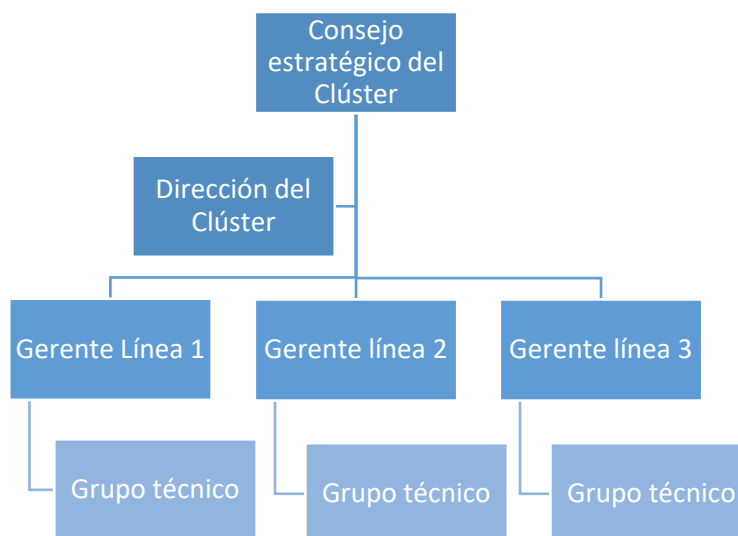 Consejo
estratégico del
Clúster
Dirección del
Clúster
Gerente Línea 1
Gerente línea 2
Gerente línea 3
Grupo técnico
Grupo técnico
Grupo técnico